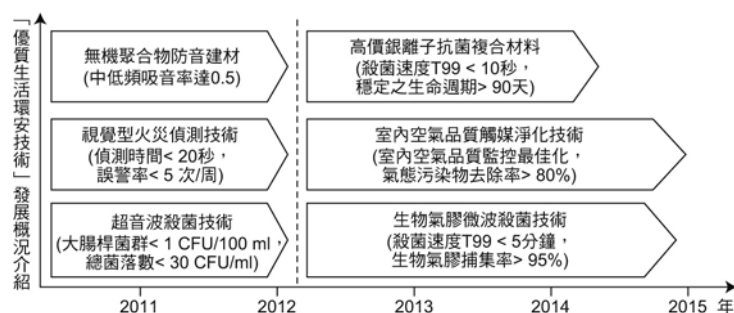 「優質生活環安技術」發展概況介紹
無機聚合物防音建材
(中低頻吸音率達0.5)
高價銀離子抗菌複合材料
(殺菌速度T99 < 10秒，
穩定之生命週期> 90天)
視覺型火災偵測技術
(偵測時間< 20秒，
誤警率< 5 次/周)
室內空氣品質觸媒淨化技術
(室內空氣品質監控最佳化，
氣態污染物去除率> 80%)
超音波殺菌技術
(大腸桿菌群< 1 CFU/100 ml，
總菌落數< 30 CFU/ml)
生物氣膠微波殺菌技術
(殺菌速度T99 < 5分鐘，
生物氣膠捕集率> 95%)
2011 2012 2013 2014 2015 年